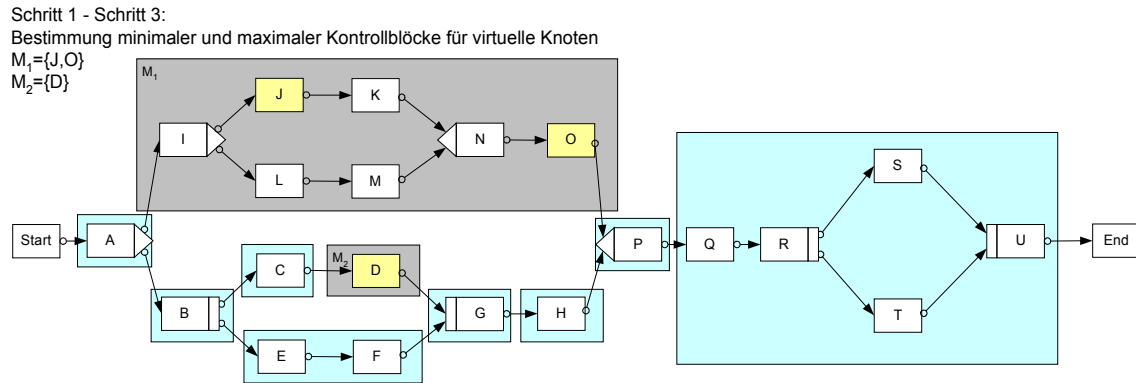 Schritt 1 - Schritt 3:
Bestimmung minimaler und maximaler Kontrollblöcke für virtuelle Knoten
M1={J,O}
M2={D}
M1
J
K
I
N
O
L
M
S
Start
A
P
Q
R
U
End
C
M2
D
B
G
H
T
E
F